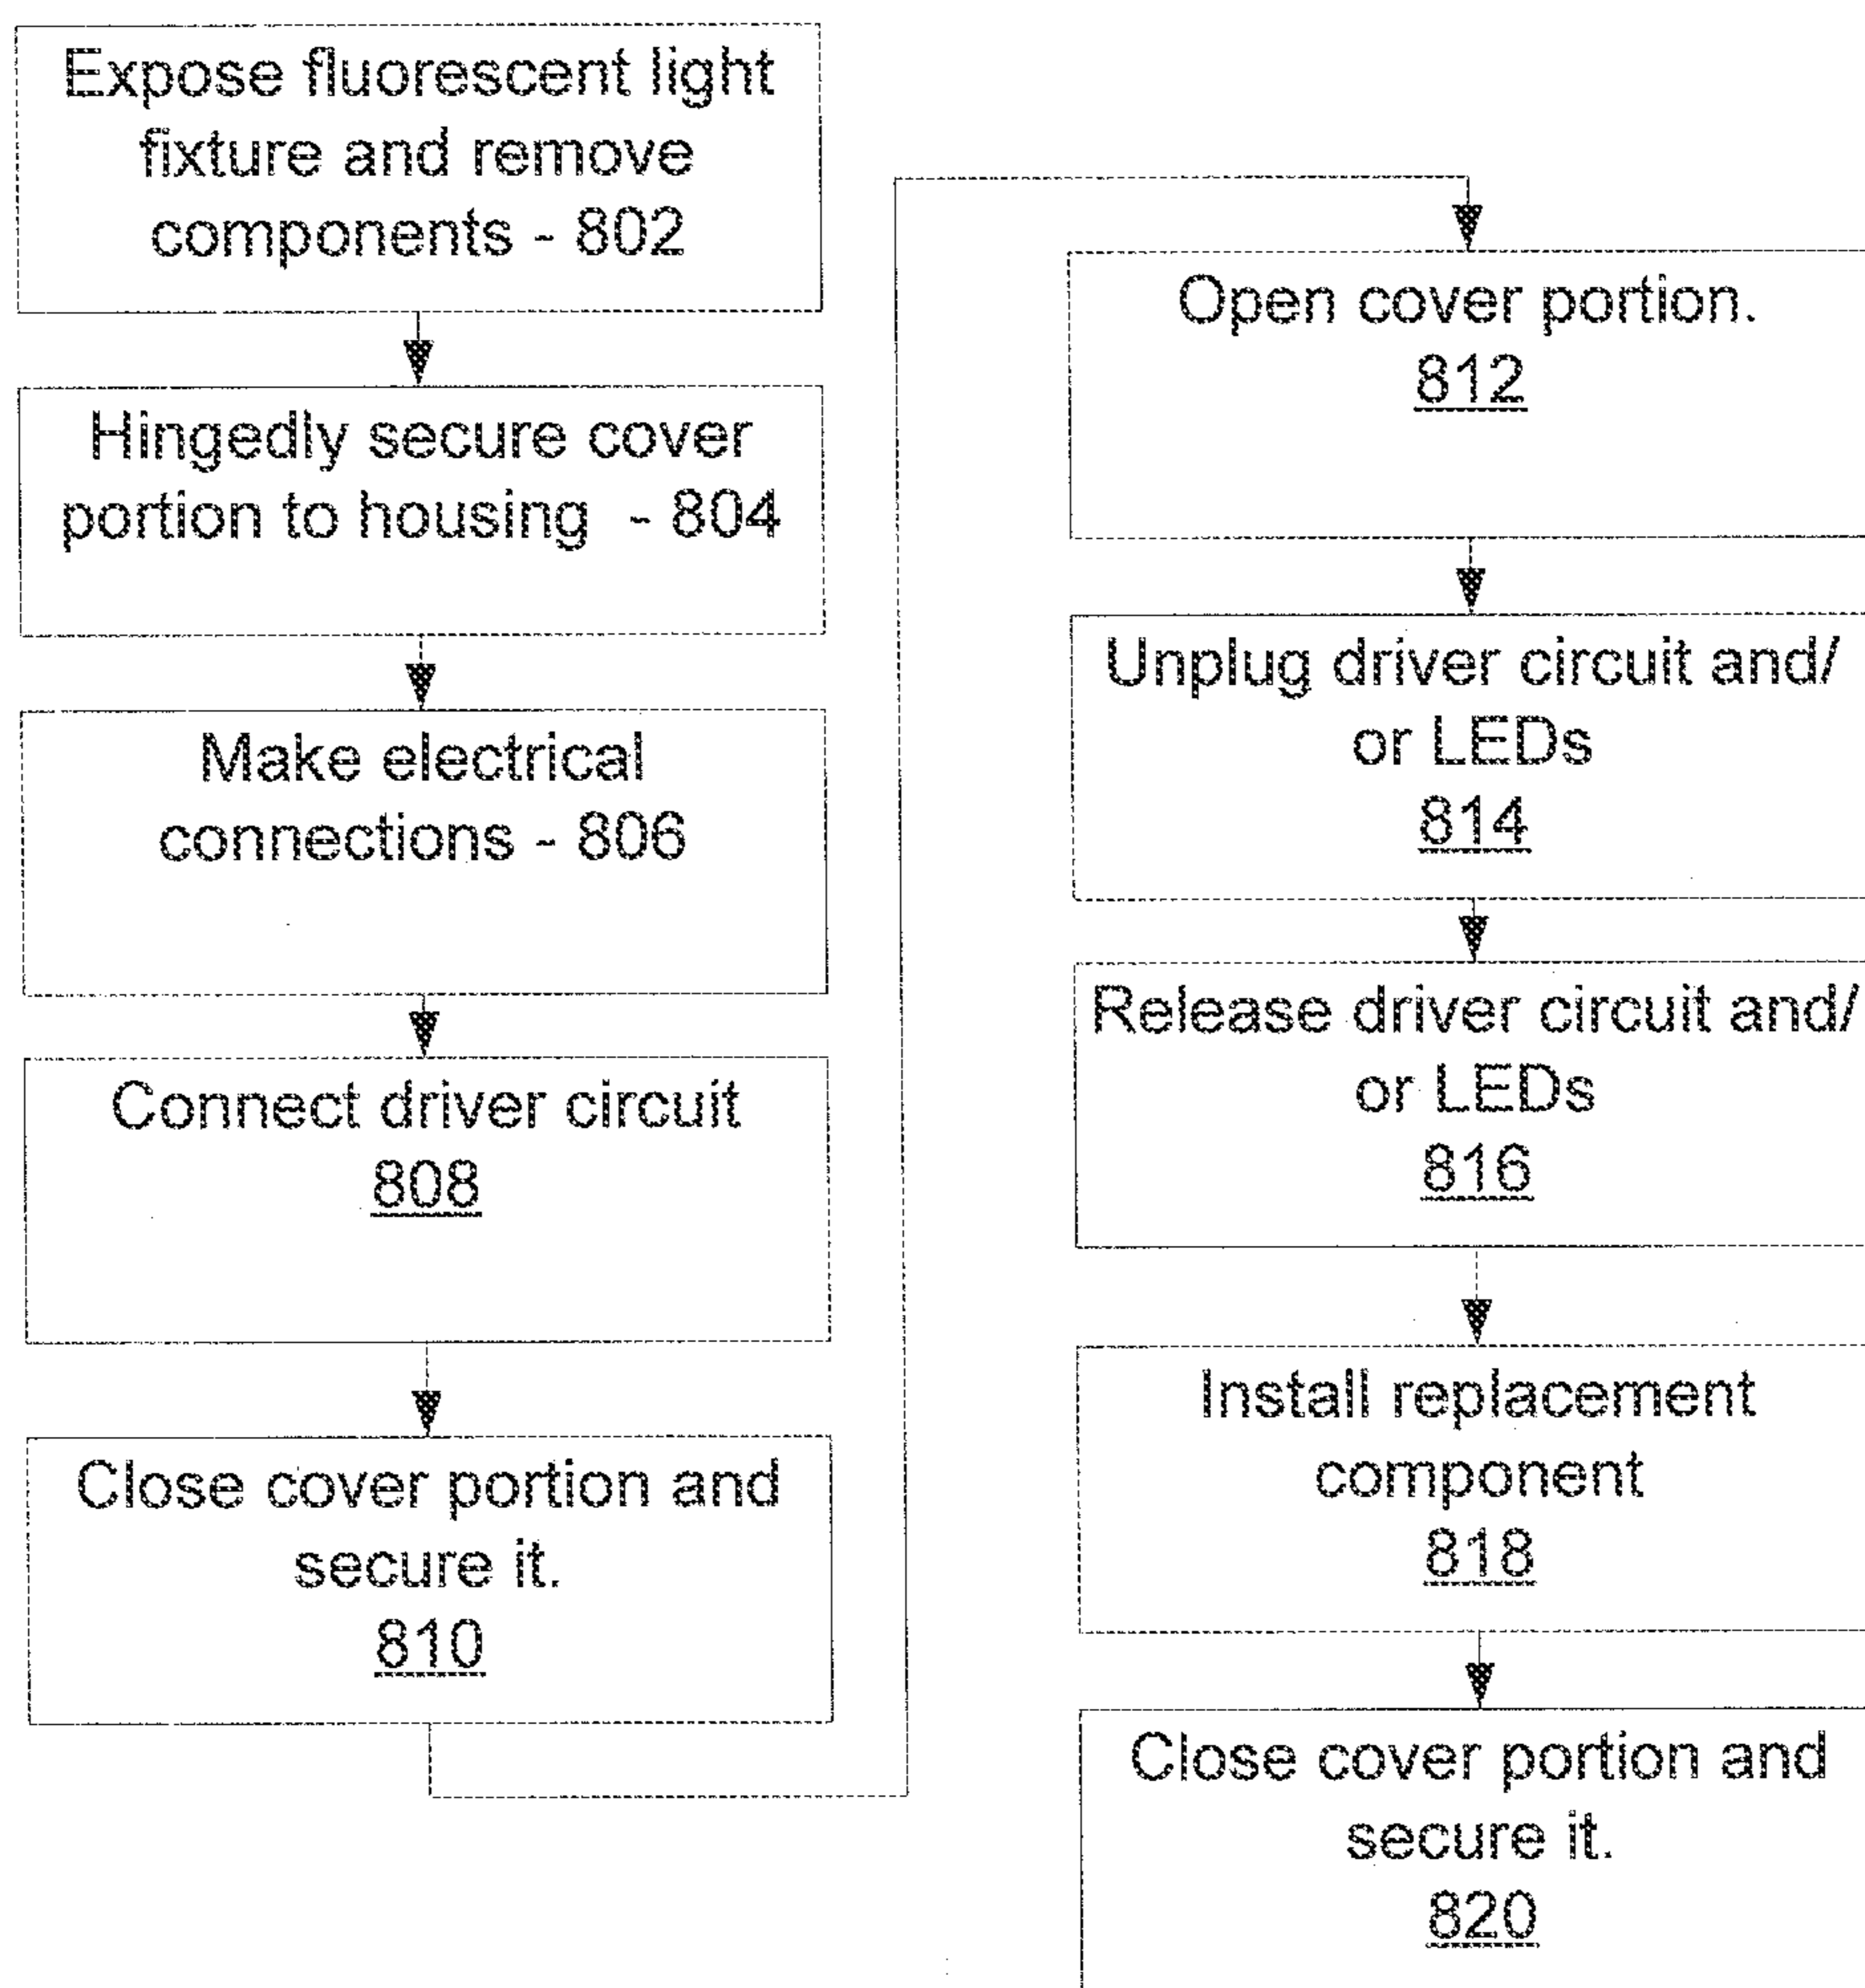 Expose fluorescent light
fixture and remove
components - 802
Hingedly secure cover
portion to housing - 804
Make electrical
connections - 806
Connect driver circuit
808
Close cover portion and
secure it.
810
Open cover portion.
812
Unplug driver circuit and/
or LEDs
814
Release driver circuit and/
or LEDs
816
Install replacement
component
818
Close cover portion and
secure it.
820